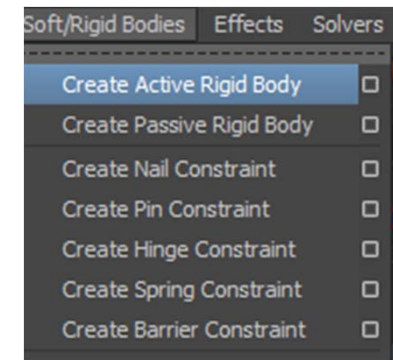 Soft/Rigid Bodies Effects Solvers
Create Active Rigid Body
Create Passive Rigid Body
Create Nail Constraint
Create Pin Constraint
Create Hinge Constraint
Create Spring Constraint
Create Barrier Constraint